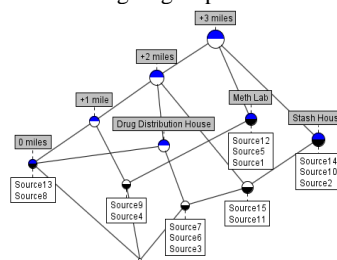 +3 miles
+2 miles
+1 mile
Meth Lab
Drug Distribution House
Stash Hous
0 miles
Source12
Source5
Source1
Source14
Source10
Source2
Source13
Source8
Source9
Source4
Source15
Source11
Source7
Source6
Source3